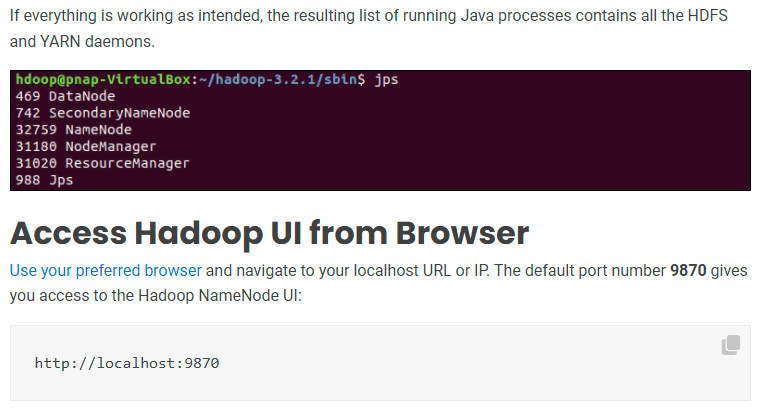 If everything is working as intended, the resulting list of running Java processes contains all the HDFS
and YARN daemons.
hdoop@pnap-VirtualBox:~/hadoop-3.2.1/sbin$ jps
469 DataNode
742 SecondaryNameNode
32759 NameNode
31180 NodeManager
31020 ResourceManager
988 Jps
Access Hadoop UI from Browser
Use your preferred browser and navigate to your localhost URL or IP. The default port number 9870 gives
you access to the Hadoop NameNode UI:
http://localhost:9870